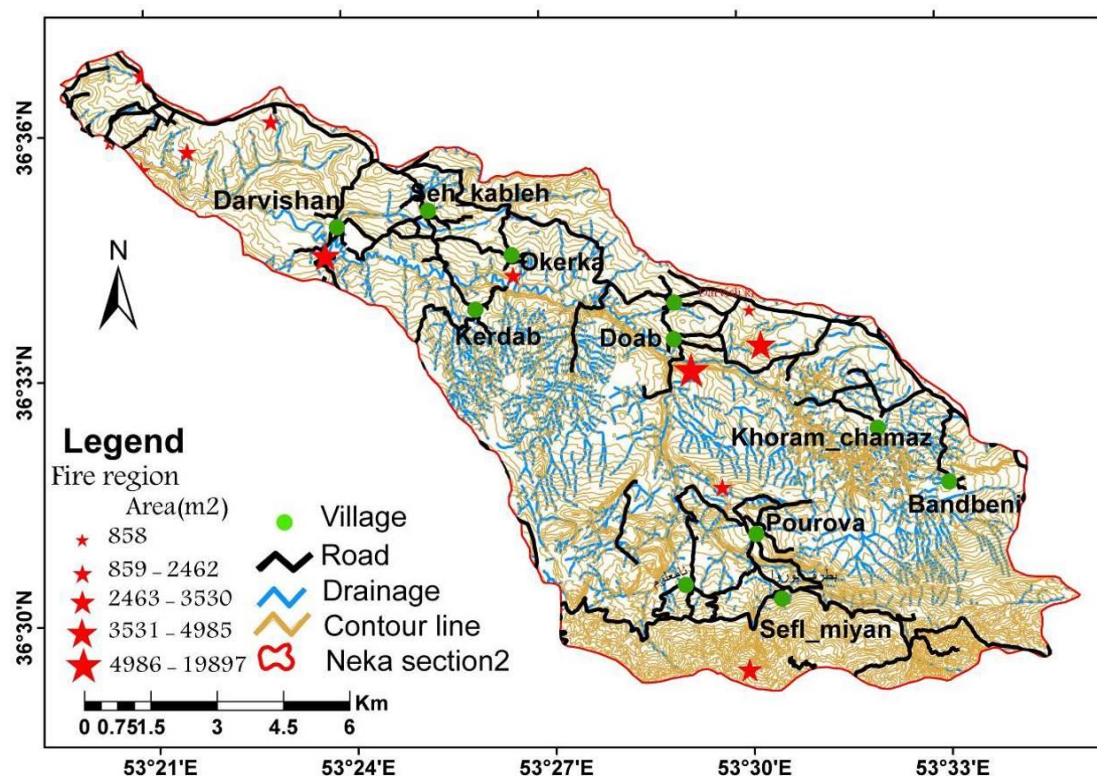 36°36'N
36°33'N
36°30'N
N
Darvishan
Seh_kableh
Okerka
Kerdab
Doab
Khoram_chamaz
Bandbeni
Pourova
Sefl_miyan
Legend
Fire region
Area(m2)
858
859 - 2462
2463 - 3530
3531 - 4985
4986 - 19897
Village
Road
Drainage
Contour line
Neka section2
Km
0 0.75 1.5 3 4.5 6
53°21'E 53°24'E 53°27'E 53°30'E 53°33'E